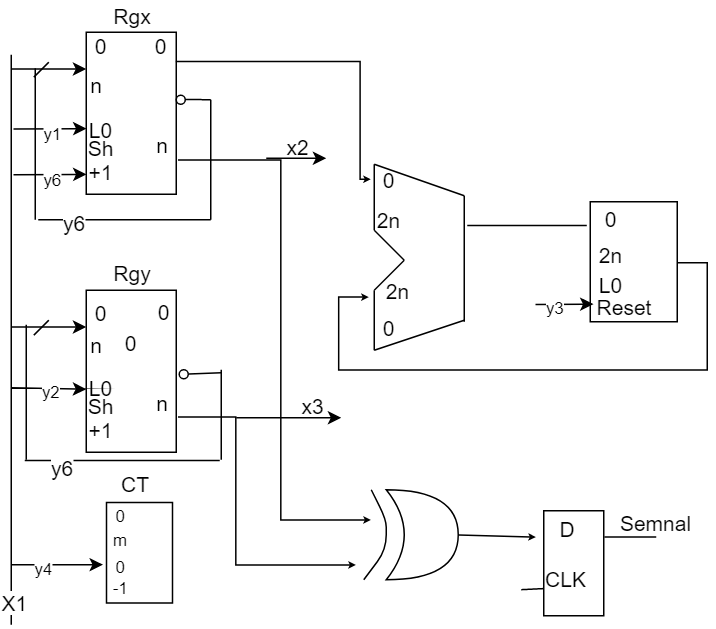 Rgx
0 0
n
y1 L0
Sh n
y6 +1
y6
x2
0
2n
2n
0
0
2n
L0
y3 Reset
Rgy
0 0
n 0
y2 L0
Sh n
+1
y6
x3
CT
0
m
0
-1
y4
X1
D
CLK
Semnal